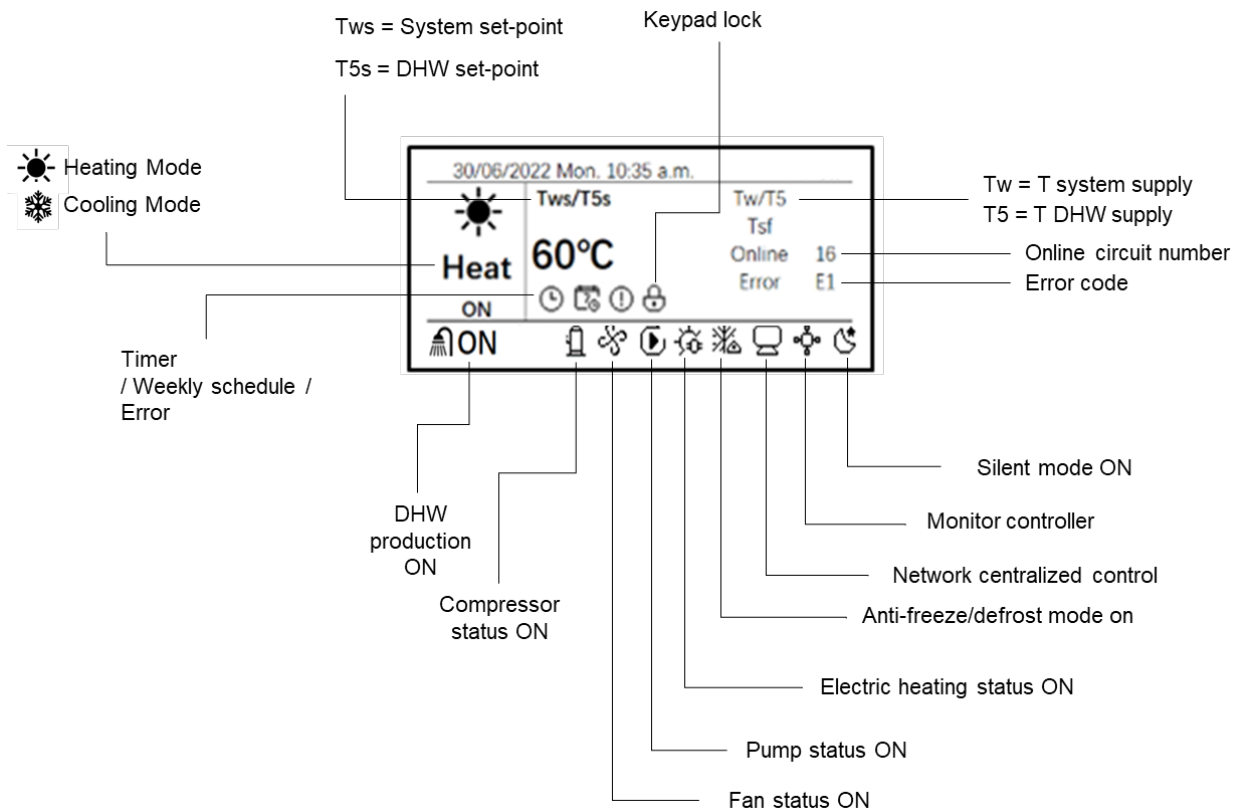 Tws = System set-point
Keypad lock
T5s = DHW set-point
Heating Mode
Cooling Mode
30/06/2022 Mon. 10:35 a.m.
Tws/T5s
Tw/T5
Tsf
60°C
Online 16
Heat
Error E1
ON
ON
Tw = T system supply
T5 = T DHW supply
Online circuit number
Error code
Timer
/ Weekly schedule /
Error
Silent mode ON
DHW
production
ON
Monitor controller
Network centralized control
Compressor
status ON
Anti-freeze/defrost mode on
Electric heating status ON
Pump status ON
Fan status ON